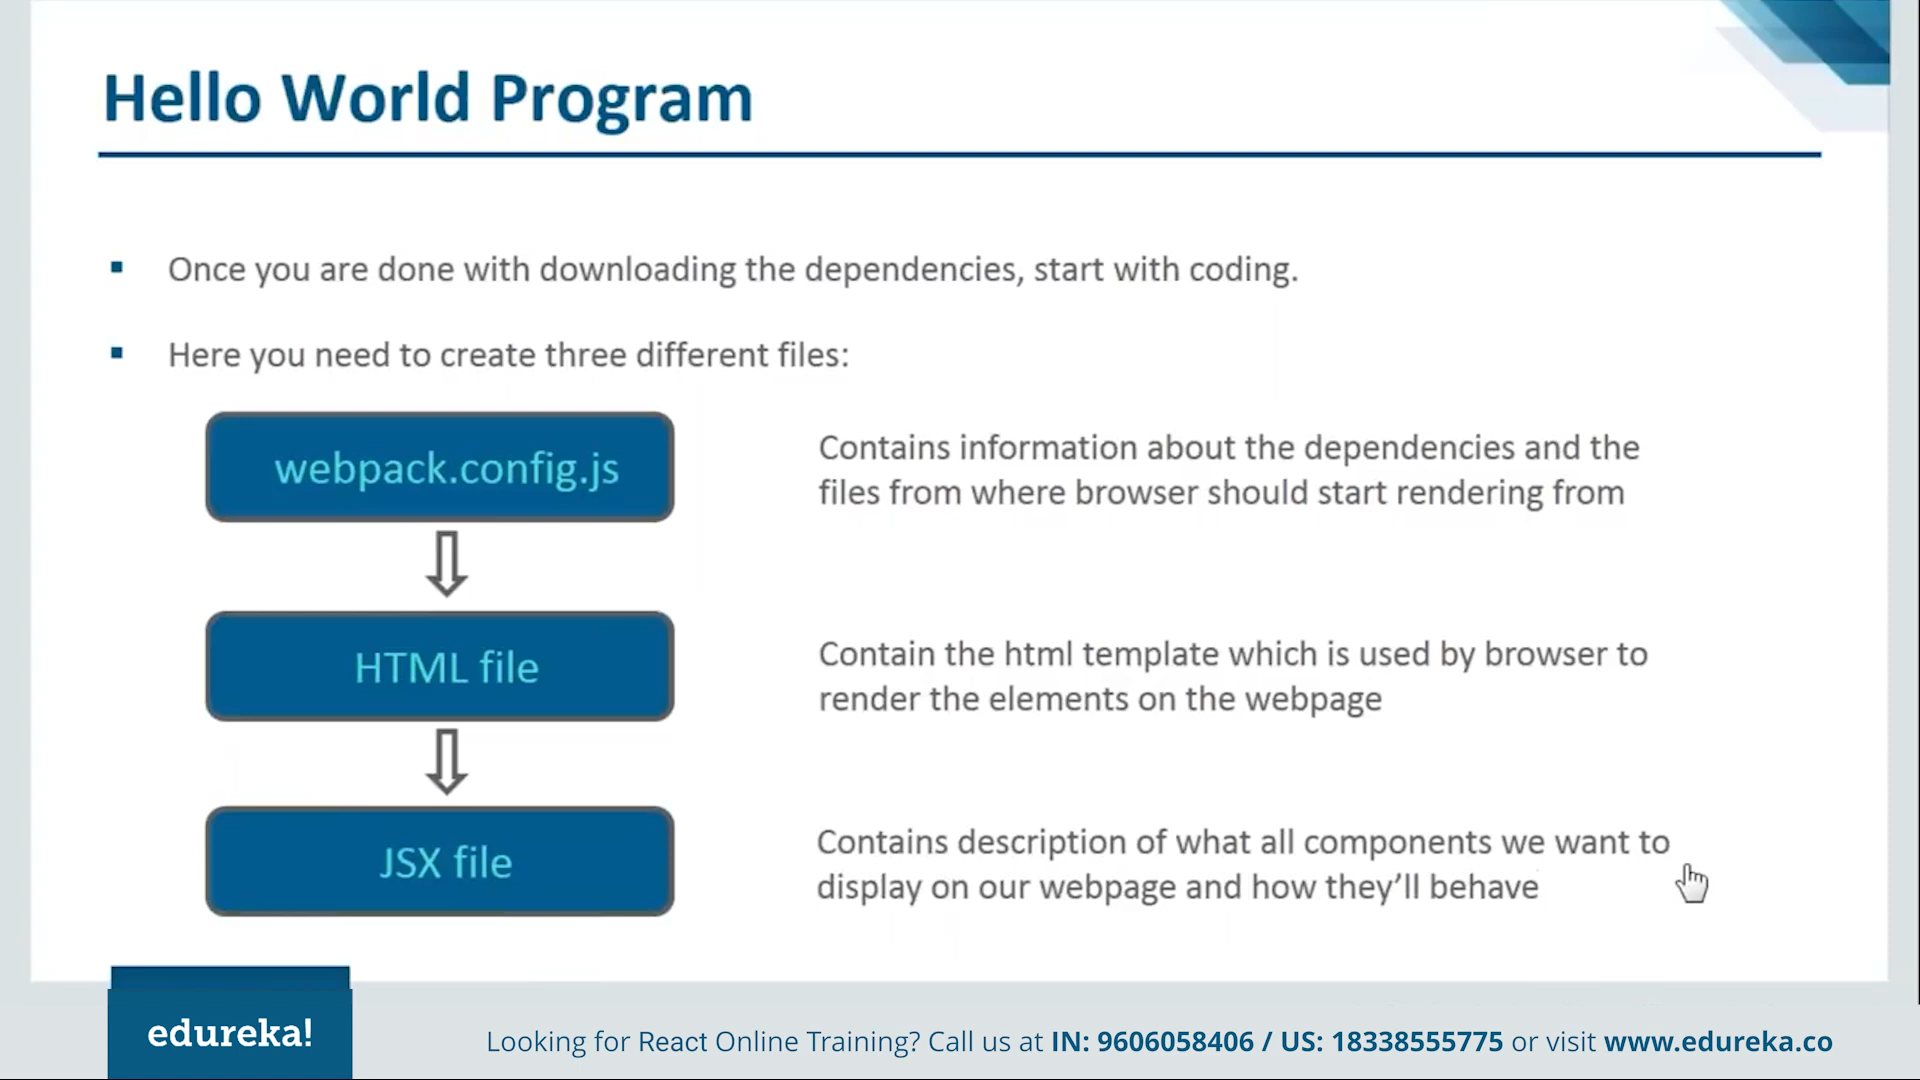 Hello World Program
Once you are done with downloading the dependencies, start with coding.
Here you need to create three different files:
webpack.config.js
Contains information about the dependencies and the
files from where browser should start rendering from
HTML file
Contain the html template which is used by browser to
render the elements on the webpage
JSX file
Contains description of what all components we want to
display on our webpage and how they'll behave
edureka!
Looking for React Online Training? Call us at IN: 9606058406 / US: 18338555775 or visit www.edureka.co